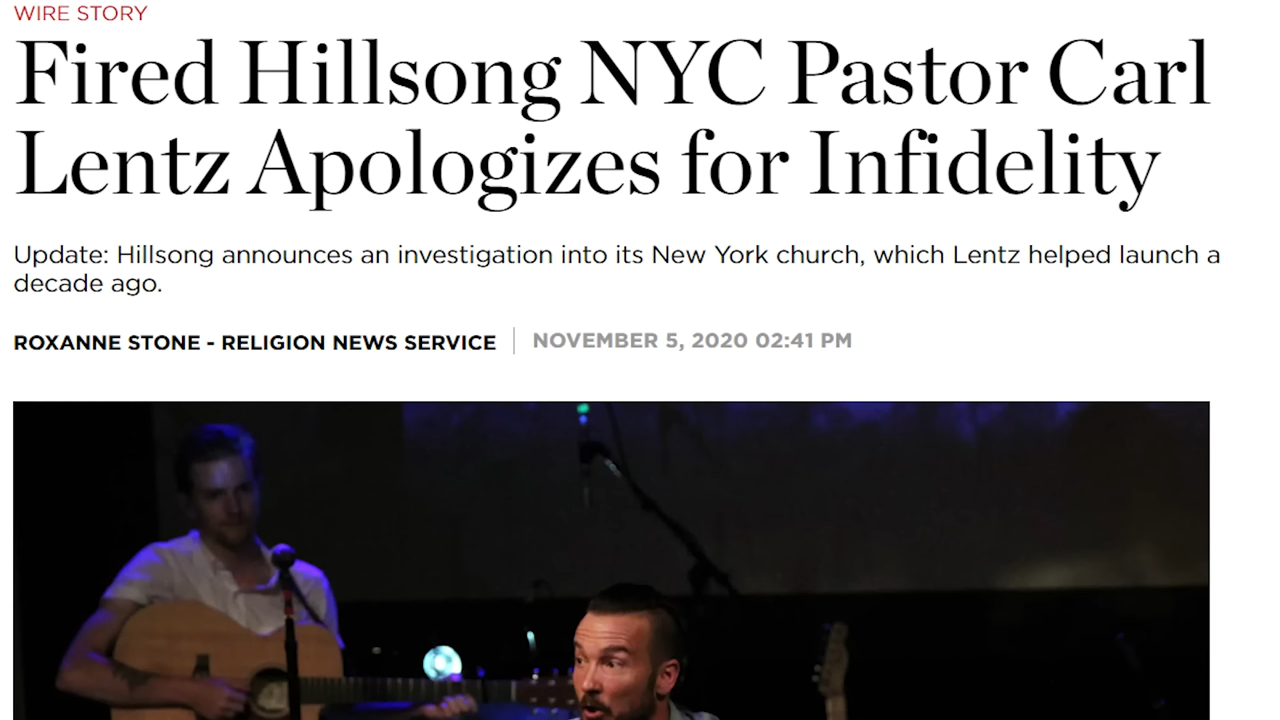 WIRE STORY
Fired Hillsong NYC Pastor Carl
Lentz Apologizes for Infidelity
Update: Hillsong announces an investigation into its New York church, which Lentz helped launch a
decade ago.
ROXANNE STONE - RELIGION NEWS SERVICE | NOVEMBER 5, 2020 02:41 PM